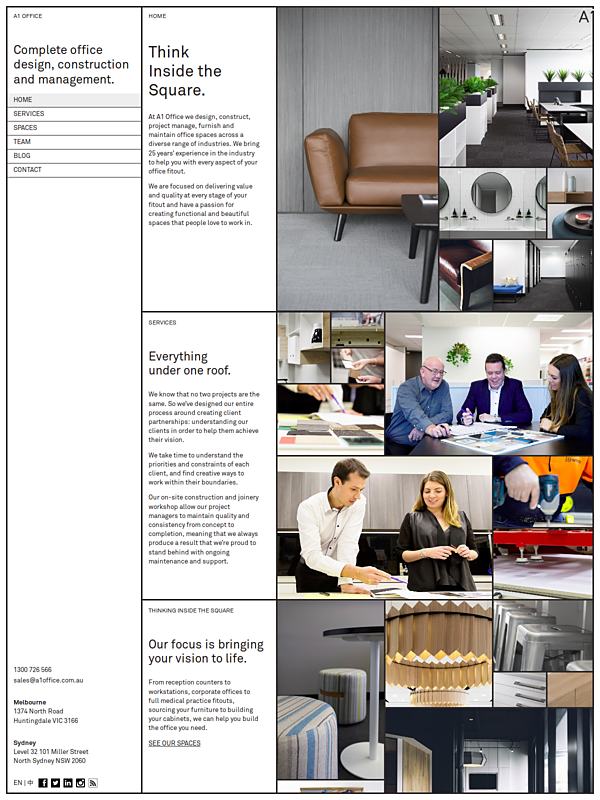 A1 OFFICE
Complete office
design, construction
and management.
HOME
SERVICES
SPACES
TEAM
BLOG
CONTACT
1300 726 566
sales@a1office.com.au
Melbourne
1374 North Road
Huntingdale VIC 3166
Sydney
Level 32 101 Miller Street
North Sydney NSW 2060
EN | 中
HOME
Think
Inside the
Square.
At A1 Office we design, construct,
project manage, furnish and
maintain office spaces across a
diverse range of industries. We bring
25 years' experience in the industry
to help you with every aspect of your
office fitout.
We are focused on delivering value
and quality at every stage of your
fitout and have a passion for
creating functional and beautiful
spaces that people love to work in.
A1
SERVICES
Everything
under one roof.
We know that no two projects are the
same. So we've designed our entire
process around creating client
partnerships: understanding our
clients in order to help them achieve
their vision.
We take time to understand the
priorities and constraints of each
client, and find creative ways to
work within their boundaries.
Our on-site construction and joinery
workshop allow our project
managers to maintain quality and
consistency from concept to
completion, meaning that we always
produce a result that we're proud to
stand behind with ongoing
maintenance and support.
THINKING INSIDE THE SQUARE
Our focus is bringing
your vision to life.
From reception counters to
workstations, corporate offices to
full medical practice fitouts,
sourcing your furniture to building
your cabinets, we can help you build
the office you need.
SEE OUR SPACES